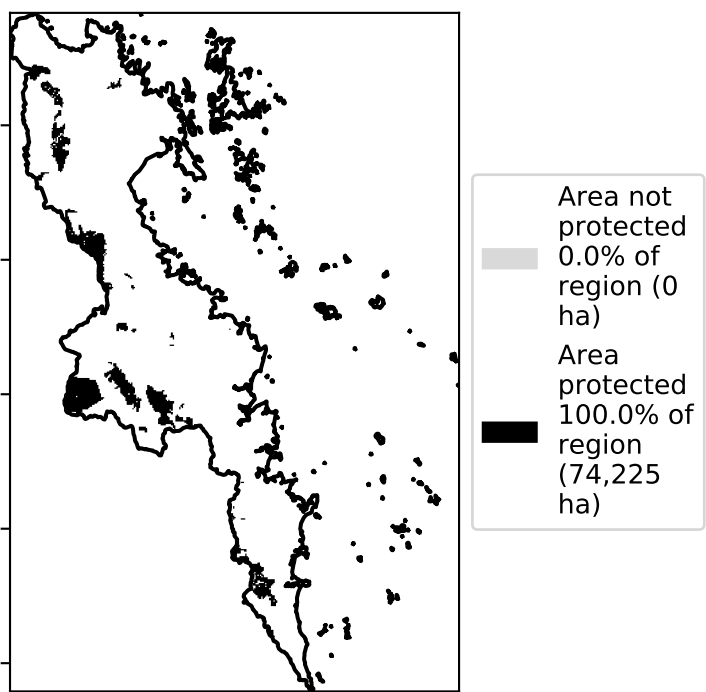 Area not
protected
0.0% of
region (0
ha)
Area
protected
100.0% of
region
(74,225
ha)